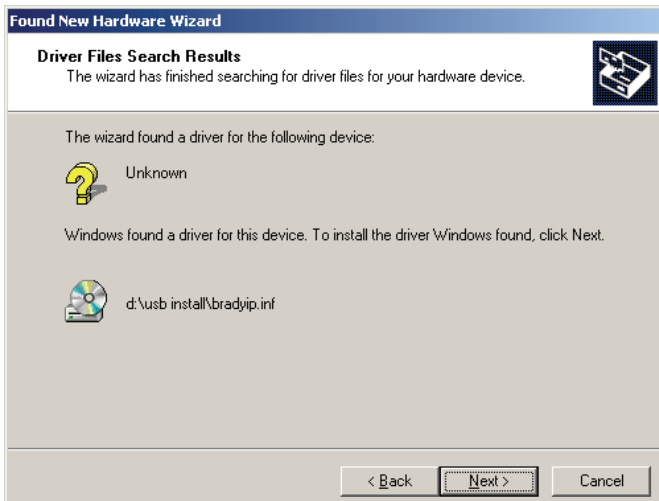 Found New Hardware Wizard
Driver Files Search Results
The wizard has finished searching for driver files for your hardware device.
The wizard found a driver for the following device:
Unknown
Windows found a driver for this device. To install the driver Windows found, click Next.
d:\usb install\bradyip.inf
< Back Next > Cancel